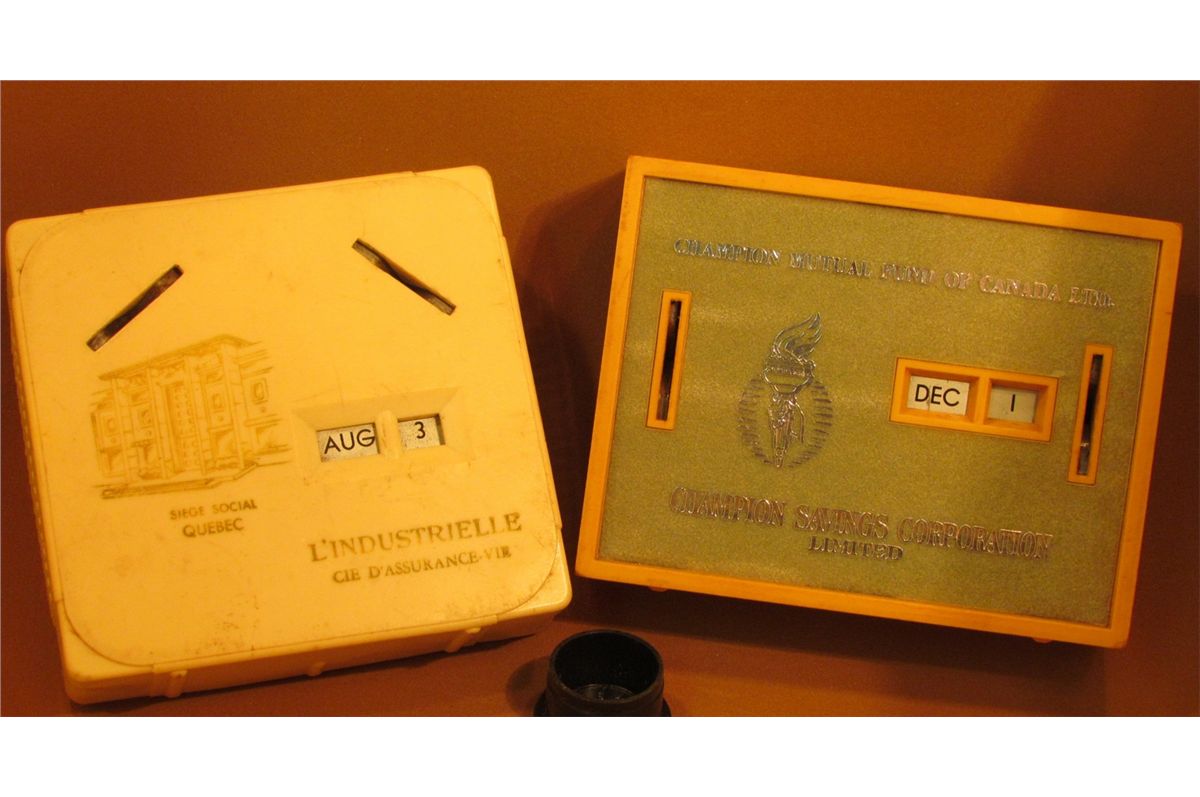 AUG 3
SIEGE SOCIAL
QUEBEC
L'INDUSTRIELLE
CIE D'ASSURANCE-VIE
CHAMPION MUTUAL FUND OF CANADA LTD.
DEC 1
CHAMPION SAVINGS CORPORATION
LIMITED